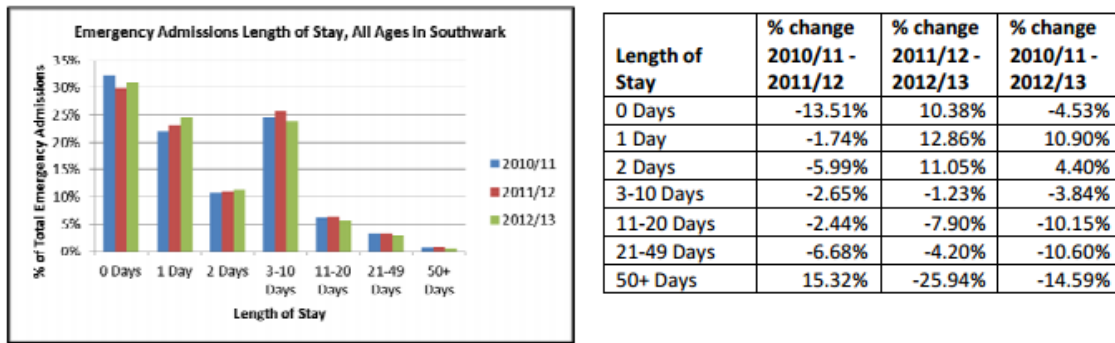 Emergency Admissions Length of Stay, All Ages in Southwark
% of Total Emergency Admissions
35%
30%
25%
20%
15%
10%
5%
0%
0 Days 1 Day 2 Days 3-10 Days 11-20 Days 21-49 Days 50+ Days
Length of Stay
2010/11
2011/12
2012/13
Length of Stay % change 2010/11 - 2011/12 % change 2011/12 - 2012/13 % change 2010/11 - 2012/13
0 Days -13.51% 10.38% -4.53%
1 Day -1.74% 12.86% 10.90%
2 Days -5.99% 11.05% 4.40%
3-10 Days -2.65% -1.23% -3.84%
11-20 Days -2.44% -7.90% -10.15%
21-49 Days -6.68% -4.20% -10.60%
50+ Days 15.32% -25.94% -14.59%